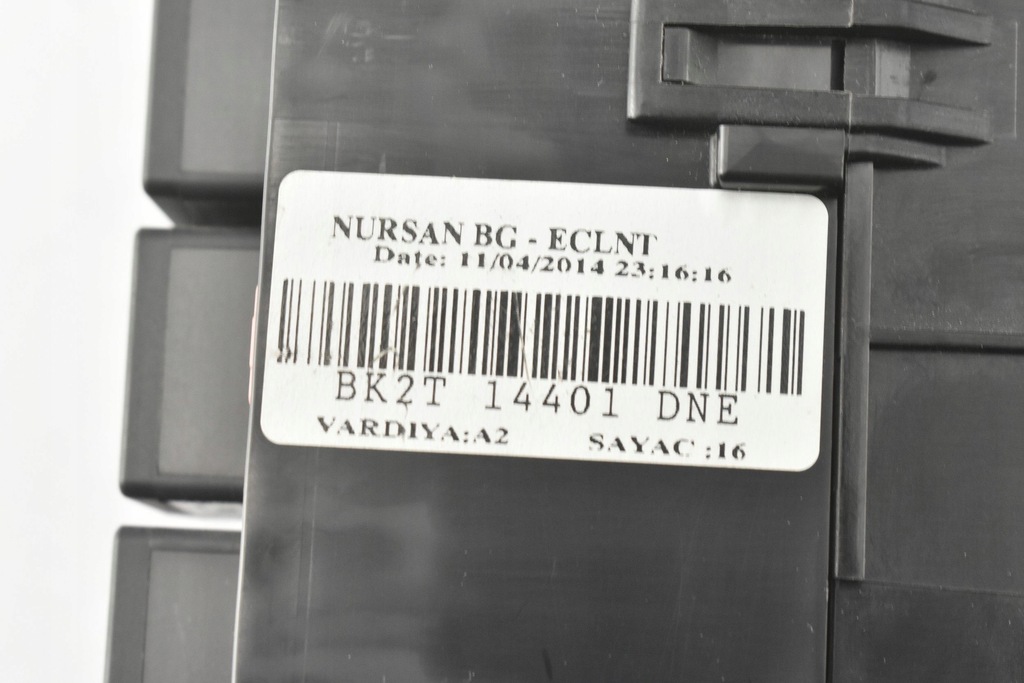 NURSAN BG - ECLNT
Date: 11/04/2014 23:16:16
BK2T 14401 DNE
VARDIYA:A2 SAYAC :16